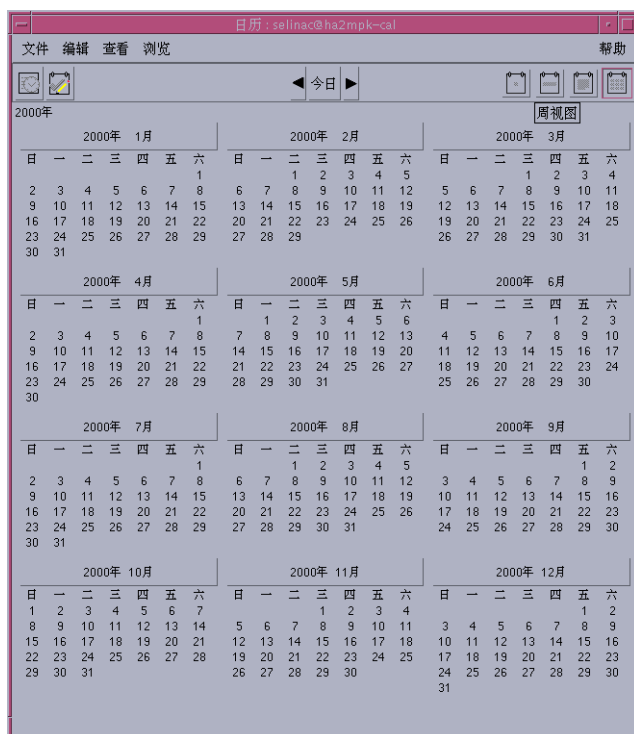 日历 : selinac@ha2mpk-cal
文件 编辑 查看 浏览 帮助
今日
2000年 周视图
2000年 1月 2000年 2月 2000年 3月
日 一 二 三 四 五 六 日 一 二 三 四 五 六 日 一 二 三 四 五 六
1 1 2 3 4 5 1 2 3 4
2 3 4 5 6 7 8 6 7 8 9 10 11 12 5 6 7 8 9 10 11
9 10 11 12 13 14 15 13 14 15 16 17 18 19 12 13 14 15 16 17 18
16 17 18 19 20 21 22 20 21 22 23 24 25 26 19 20 21 22 23 24 25
23 24 25 26 27 28 29 27 28 29 26 27 28 29 30 31
30 31
2000年 4月 2000年 5月 2000年 6月
日 一 二 三 四 五 六 日 一 二 三 四 五 六 日 一 二 三 四 五 六
1 1 2 3 4 5 6 1 2 3
2 3 4 5 6 7 8 7 8 9 10 11 12 13 4 5 6 7 8 9 10
9 10 11 12 13 14 15 14 15 16 17 18 19 20 11 12 13 14 15 16 17
16 17 18 19 20 21 22 21 22 23 24 25 26 27 18 19 20 21 22 23 24
23 24 25 26 27 28 29 28 29 30 31 25 26 27 28 29 30
30
2000年 7月 2000年 8月 2000年 9月
日 一 二 三 四 五 六 日 一 二 三 四 五 六 日 一 二 三 四 五 六
1 1 2 3 4 5 1 2
2 3 4 5 6 7 8 6 7 8 9 10 11 12 3 4 5 6 7 8 9
9 10 11 12 13 14 15 13 14 15 16 17 18 19 10 11 12 13 14 15 16
16 17 18 19 20 21 22 20 21 22 23 24 25 26 17 18 19 20 21 22 23
23 24 25 26 27 28 29 27 28 29 30 31 24 25 26 27 28 29 30
30 31
2000年 10月 2000年 11月 2000年 12月
日 一 二 三 四 五 六 日 一 二 三 四 五 六 日 一 二 三 四 五 六
1 2 3 4 5 6 7 1 2 3 4 1 2
8 9 10 11 12 13 14 5 6 7 8 9 10 11 3 4 5 6 7 8 9
15 16 17 18 19 20 21 12 13 14 15 16 17 18 10 11 12 13 14 15 16
22 23 24 25 26 27 28 19 20 21 22 23 24 25 17 18 19 20 21 22 23
29 30 31 26 27 28 29 30 24 25 26 27 28 29 30
31